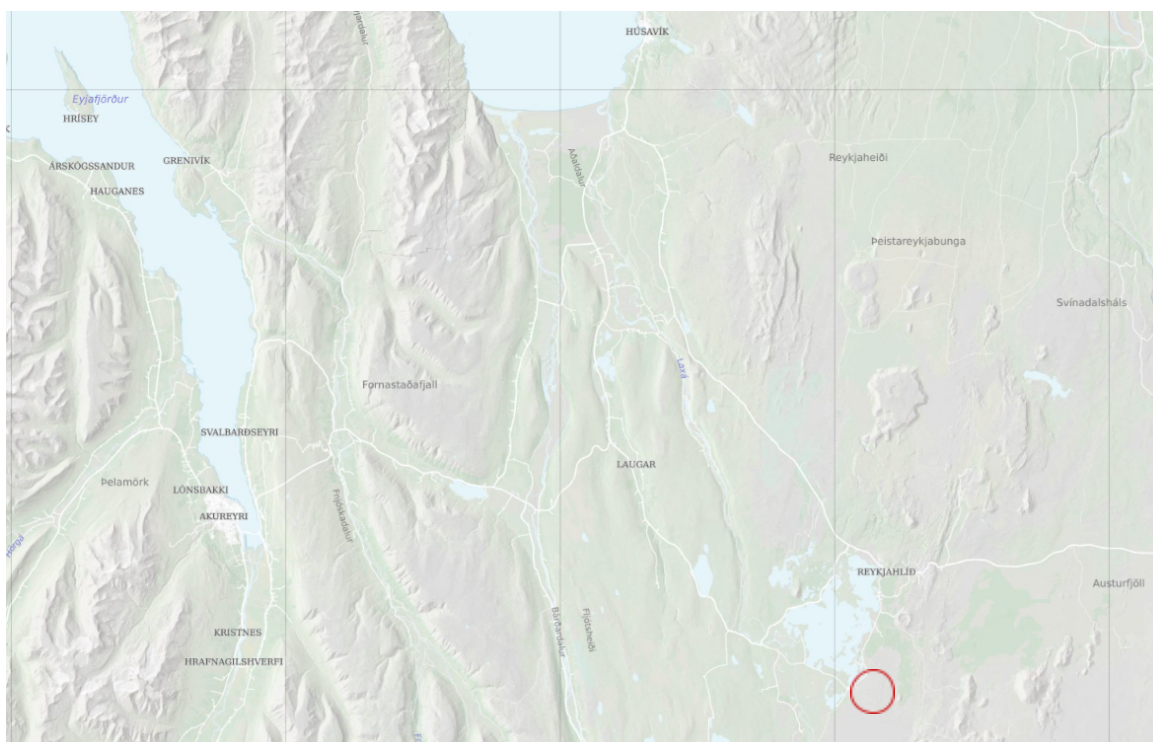 HÚSAVÍK
Eyjafjörður
HRÍSEY
ÁRSKÓGSSANDUR
GRENIVÍK
HAUGANES
Aðaldalur
Reykjaheiði
Þeistareykjabunga
Svínadalsháls
Laxá
Fornastaðafjall
SVALBARÐSEYRI
LAUGAR
Þelamörk
LÓNSBAKKI
AKUREYRI
Fnjóskadalur
Hörgá
REYKJAHLÍÐ
Austurfjöll
KRISTNES
Bárðardalur
Fljótsheiði
HRAFNAGILSHVERFI